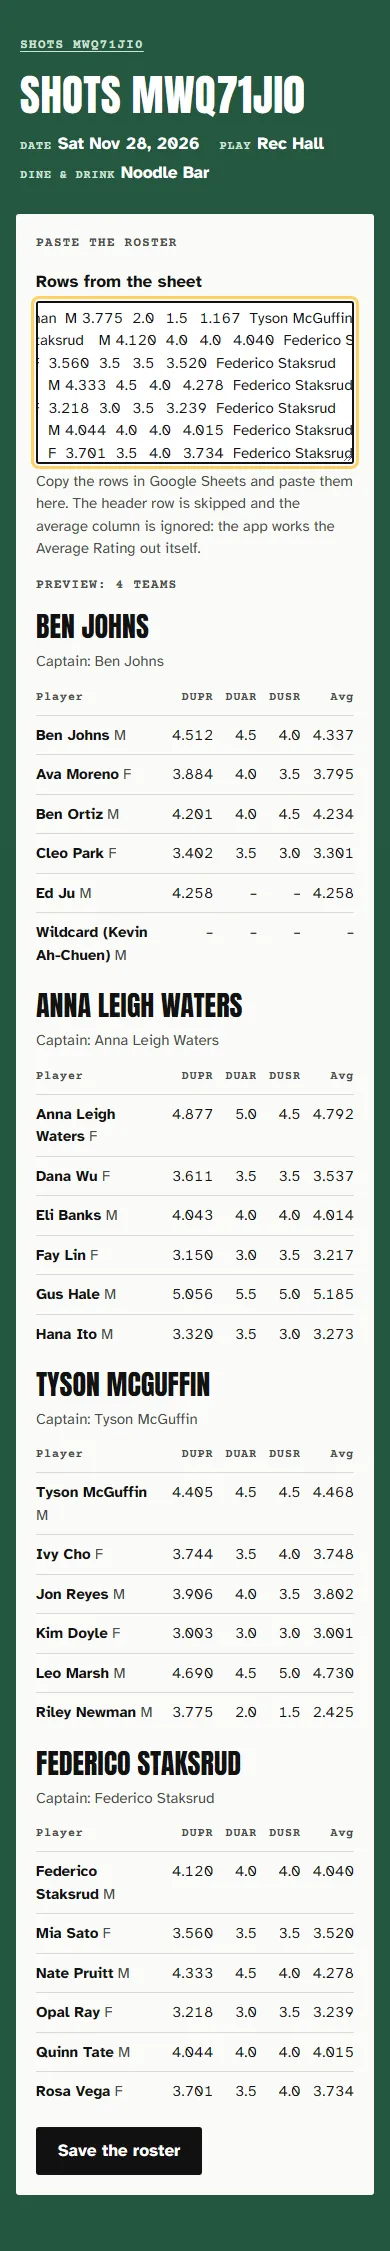 SHOTS MWQ71JIO
SHOTS MWQ71JIO
DATE Sat Nov 28, 2026 PLAY Rec Hall
DINE & DRINK Noodle Bar
PASTE THE ROSTER
Rows from the sheet
M 3.775 2.0 1.5 1.167 Tyson McGuffin
M 4.120 4.0 4.0 4.040 Federico S
3.560 3.5 3.5 3.520 Federico Staksrud
M 4.333 4.5 4.0 4.278 Federico Staksrud
3.218 3.0 3.5 3.239 Federico Staksrud
M 4.044 4.0 4.0 4.015 Federico Staksrud
F 3.701 3.5 4.0 3.734 Federico Staksrud
Copy the rows in Google Sheets and paste them
here. The header row is skipped and the
average column is ignored: the app works the
Average Rating out itself.
PREVIEW: 4 TEAMS
BEN JOHNS
Captain: Ben Johns
Player DUPR DUAR DUSR Avg
Ben Johns M 4.512 4.5 4.0 4.337
Ava Moreno F 3.884 4.0 3.5 3.795
Ben Ortiz M 4.201 4.0 4.5 4.234
Cleo Park F 3.402 3.5 3.0 3.301
Ed Ju M 4.258 – – 4.258
Wildcard (Kevin – – – –
Ah-Chuen) M
ANNA LEIGH WATERS
Captain: Anna Leigh Waters
Player DUPR DUAR DUSR Avg
Anna Leigh 4.877 5.0 4.5 4.792
Waters F
Dana Wu F 3.611 3.5 3.5 3.537
Eli Banks M 4.043 4.0 4.0 4.014
Fay Lin F 3.150 3.0 3.5 3.217
Gus Hale M 5.056 5.5 5.0 5.185
Hana Ito M 3.320 3.5 3.0 3.273
TYSON MCGUFFIN
Captain: Tyson McGuffin
Player DUPR DUAR DUSR Avg
Tyson McGuffin 4.405 4.5 4.5 4.468
M
Ivy Cho F 3.744 3.5 4.0 3.748
Jon Reyes M 3.906 4.0 3.5 3.802
Kim Doyle F 3.003 3.0 3.0 3.001
Leo Marsh M 4.690 4.5 5.0 4.730
Riley Newman M 3.775 2.0 1.5 2.425
FEDERICO STAKSRUD
Captain: Federico Staksrud
Player DUPR DUAR DUSR Avg
Federico 4.120 4.0 4.0 4.040
Staksrud M
Mia Sato F 3.560 3.5 3.5 3.520
Nate Pruitt M 4.333 4.5 4.0 4.278
Opal Ray F 3.218 3.0 3.5 3.239
Quinn Tate M 4.044 4.0 4.0 4.015
Rosa Vega F 3.701 3.5 4.0 3.734
Save the roster